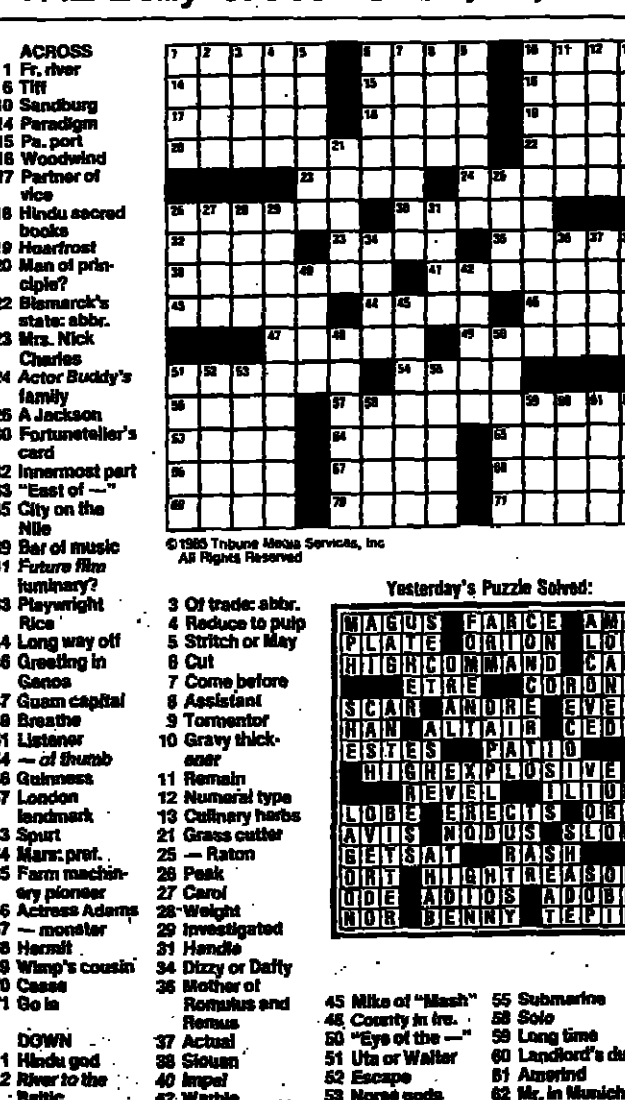 ACROSS
1 Fr. river
6 Tiff
10 Sandburg
14 Paradigm
15 Pa. port
16 Woodwind
17 Partner of
vice
18 Hindu sacred
books
19 Hoarfrost
20 Man of prin-
ciple?
22 Bismarck's
state: abbr.
23 Mrs. Nick
Charles
24 Actor Buddy's
family
26 A Jackson
30 Fortuneteller's
card
32 Innermost part
33 "East of —"
35 City on the
Nile
39 Bar of music
41 Future film
luminary?
43 Playwright
Rice
44 Long way off
46 Greeting in
Genoa
47 Guam capital
49 Breathe
51 Listener
54 — of thumb
56 Guinness
57 London
landmark
63 Spurt
64 Mars: pref.
65 Farm machin-
ery pioneer
66 Actress Adams
67 — monster
68 Hermit
69 Wimp's cousin
70 Cease
71 Go in
DOWN
1 Hindu god
2 River to the
Baltic
©1985 Tribune Media Services, Inc
All Rights Reserved
3 Of trade: abbr.
4 Reduce to pulp
5 Stritch or May
6 Cut
7 Come before
8 Assistant
9 Tormentor
10 Gravy thick-
ener
11 Remain
12 Numeral type
13 Culinary herbs
21 Grass cutter
25 — Raton
26 Peak
27 Carol
28 Weight
29 Investigated
31 Handle
34 Dizzy or Daffy
36 Mother of
Romulus and
Remus
37 Actual
38 Siouan
40 Impel
42 Warble
Yesterday's Puzzle Solved:
MAGUS FARCE AM
PLATE ORION LO
HIGHCOMMAND CA
ETRE CORON
SCAR ANDRE EVE
HAN ALTAIR CED
ESTES PATIO
HIGHEXPLOSIVE
REVEL ILIU
LOBE ERECTS OR
AVIS NODUS SLO
GETSAT RASH
ORT HIGHTREASO
ODE ADIOS ADOB
NOR BENNY TEPI
45 Mike of "Mash"
48 County in Ire.
50 "Eye of the —"
51 Uta or Walter
52 Escape
53 Norse gods
55 Submarine
58 Solo
59 Long time
60 Landlord's du
61 Amerind
62 Mr. in Munich